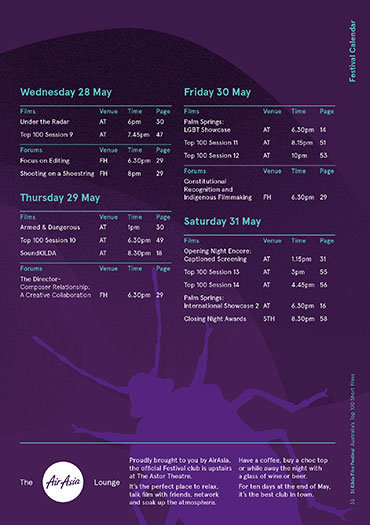 Festival Calendar
Wednesday 28 May
Films Venue Time Page
Under the Radar AT 6pm 30
Top 100 Session 9 AT 7.45pm 47
Forums Venue Time Page
Focus on Editing FH 6.30pm 29
Shooting on a Shoestring FH 8pm 29
Thursday 29 May
Films Venue Time Page
Armed & Dangerous AT 1pm 30
Top 100 Session 10 AT 6.30pm 49
SoundKILDA AT 8.30pm 18
Forums Venue Time Page
The Director–
Composer Relationship:
A Creative Collaboration FH 6.30pm 29
Friday 30 May
Films Venue Time Page
Palm Springs:
LGBT Showcase AT 6.30pm 14
Top 100 Session 11 AT 8.15pm 51
Top 100 Session 12 AT 10pm 53
Forums Venue Time Page
Constitutional
Recognition and
Indigenous Filmmaking FH 6.30pm 29
Saturday 31 May
Films Venue Time Page
Opening Night Encore:
Captioned Screening AT 1.15pm 31
Top 100 Session 13 AT 3pm 55
Top 100 Session 14 AT 4.45pm 56
Palm Springs:
International Showcase 2 AT 6.30pm 16
Closing Night Awards STH 8.30pm 58
The AirAsia Lounge
Proudly brought to you by AirAsia,
the official Festival club is upstairs
at The Astor Theatre.
It's the perfect place to relax,
talk film with friends, network
and soak up the atmosphere.
Have a coffee, buy a choc top
or while away the night with
a glass of wine or beer.
For ten days at the end of May,
it's the best club in town.
St Kilda Film Festival Australia's Top 100 Short Films